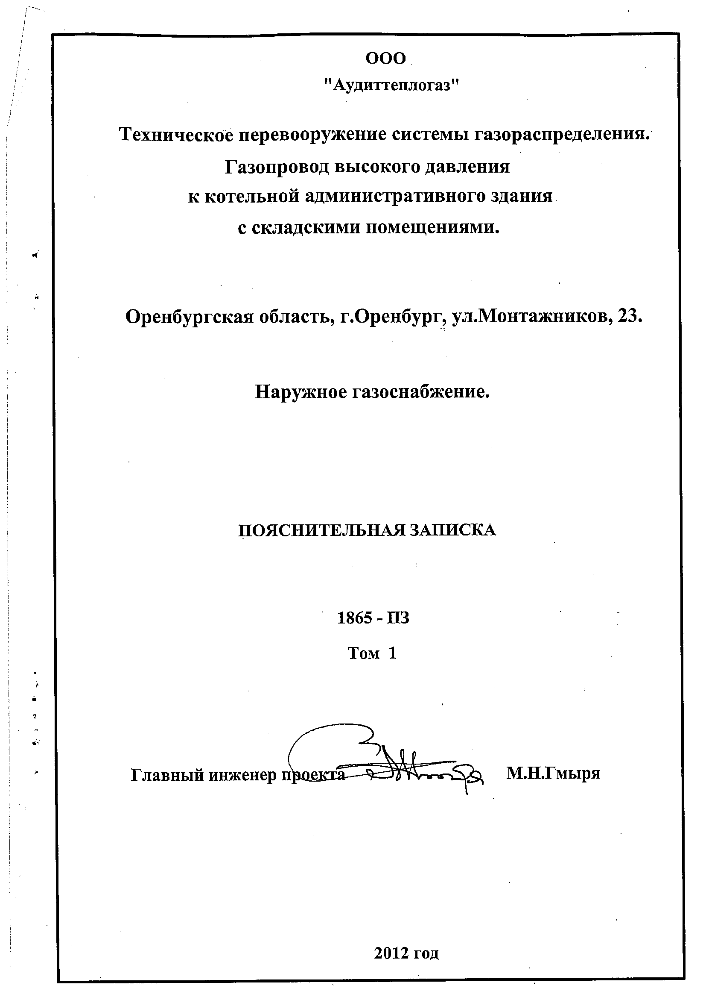 ООО
"Аудиттеплогаз"
Техническое перевооружение системы газораспределения.
Газопровод высокого давления
к котельной административного здания
с складскими помещениями.
Оренбургская область, г.Оренбург, ул.Монтажников, 23.
Наружное газоснабжение.
ПОЯСНИТЕЛЬНАЯ ЗАПИСКА
1865 - ПЗ
Том 1
Главный инженер проекта М.Н.Гмыря
2012 год